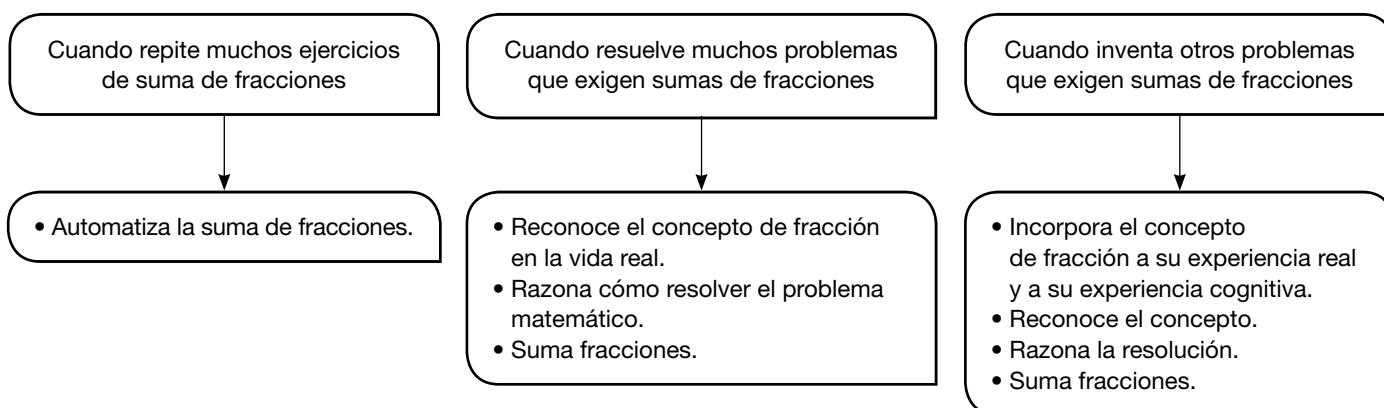 Cuando repite muchos ejercicios
de suma de fracciones
Cuando resuelve muchos problemas
que exigen sumas de fracciones
Cuando inventa otros problemas
que exigen sumas de fracciones
• Automatiza la suma de fracciones.
• Reconoce el concepto de fracción
en la vida real.
• Razona cómo resolver el problema
matemático.
• Suma fracciones.
• Incorpora el concepto
de fracción a su experiencia real
y a su experiencia cognitiva.
• Reconoce el concepto.
• Razona la resolución.
• Suma fracciones.